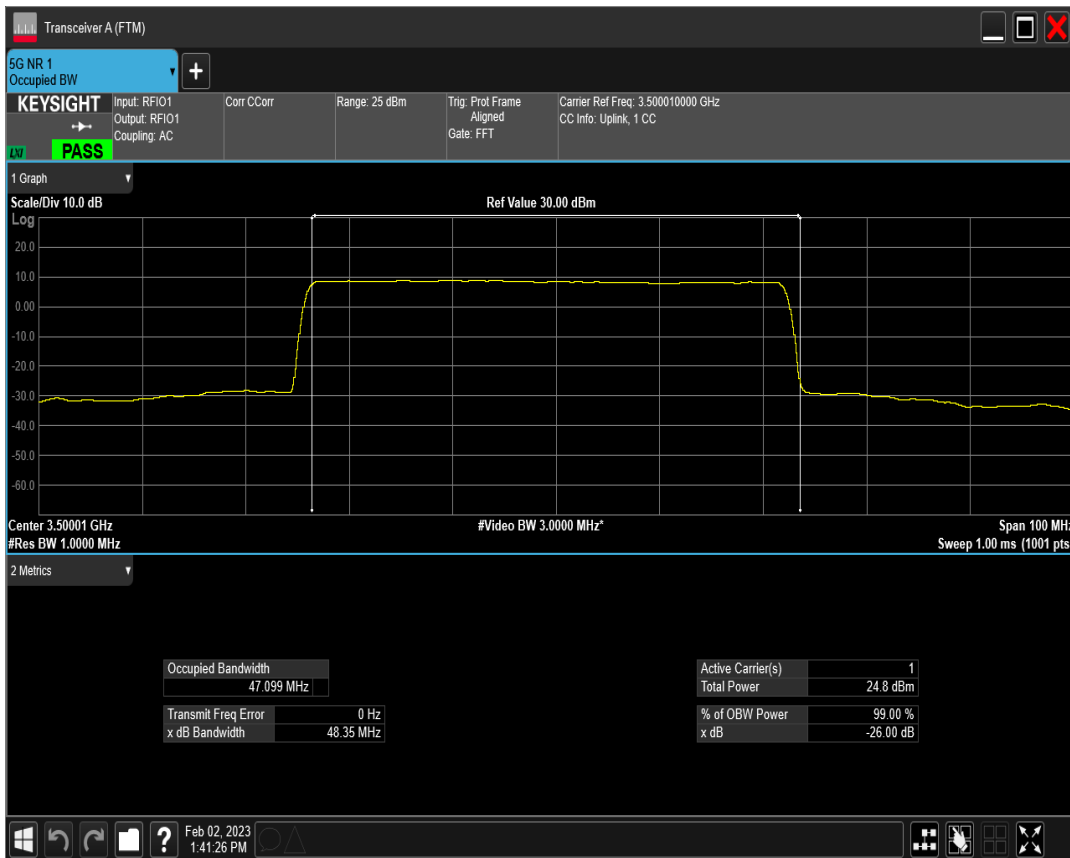 Transceiver A (FTM)
5G NR 1
Occupied BW
+
KEYSIGHT
LXI
PASS
Input: RFIO1
Output: RFIO1
Coupling: AC
Corr CCorr
Range: 25 dBm
Trig: Prot Frame
Aligned
Gate: FFT
Carrier Ref Freq: 3.500010000 GHz
CC Info: Uplink, 1 CC
1 Graph
Scale/Div 10.0 dB
Ref Value 30.00 dBm
Log
20.0
10.0
0.00
-10.0
-20.0
-30.0
-40.0
-50.0
-60.0
Center 3.50001 GHz
#Video BW 3.0000 MHz*
Span 100 MHz
#Res BW 1.0000 MHz
Sweep 1.00 ms (1001 pts
2 Metrics
Occupied Bandwidth
47.099 MHz
Transmit Freq Error 0 Hz
x dB Bandwidth 48.35 MHz
Active Carrier(s) 1
Total Power 24.8 dBm
% of OBW Power 99.00 %
x dB -26.00 dB
?
Feb 02, 2023
1:41:26 PM